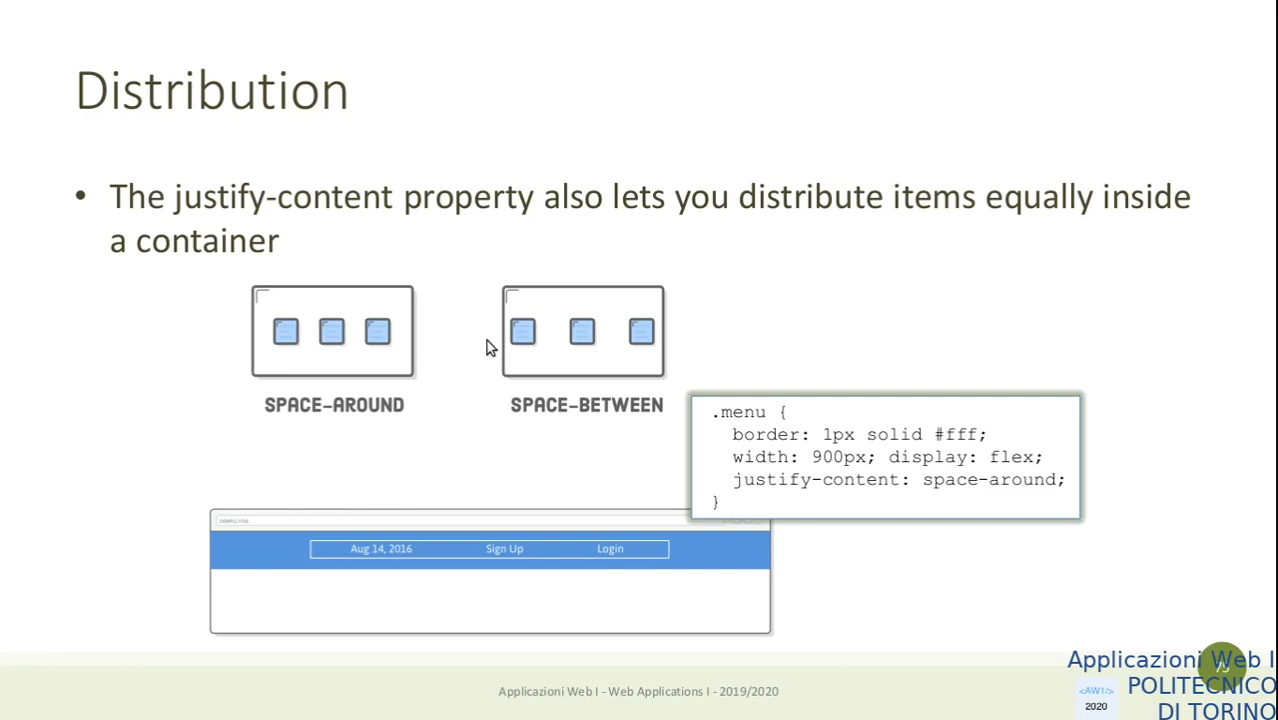 Distribution
• The justify-content property also lets you distribute items equally inside
a container
SPACE-AROUND
SPACE-BETWEEN
.menu {
border: 1px solid #fff;
width: 900px; display: flex;
justify-content: space-around;
}
Aug 14, 2016 Sign Up Login
Applicazioni Web I - Web Applications I - 2019/2020
Applicazioni Web I
POLITECNICO
DI TORINO
<AW1/>
2020